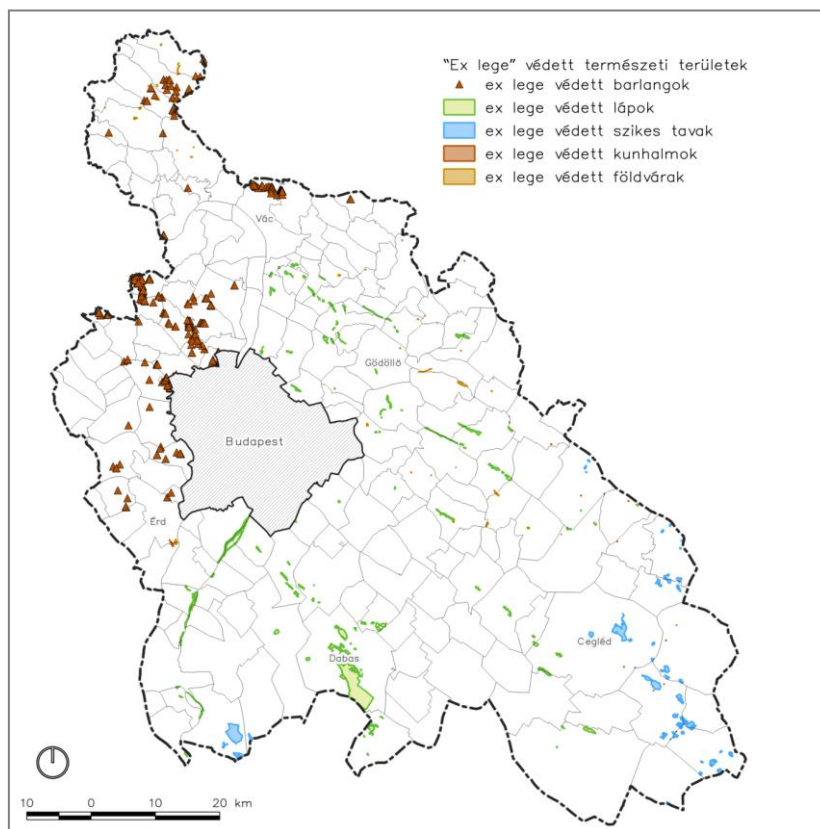 "Ex lege" védett természeti területek
ex lege védett barlangok
ex lege védett lápok
ex lege védett szikes tavak
ex lege védett kunhalmok
ex lege védett földvárak
Vác
Gödöllő
Budapest
Érd
Cegléd
Dabas
10 0 10 20 km